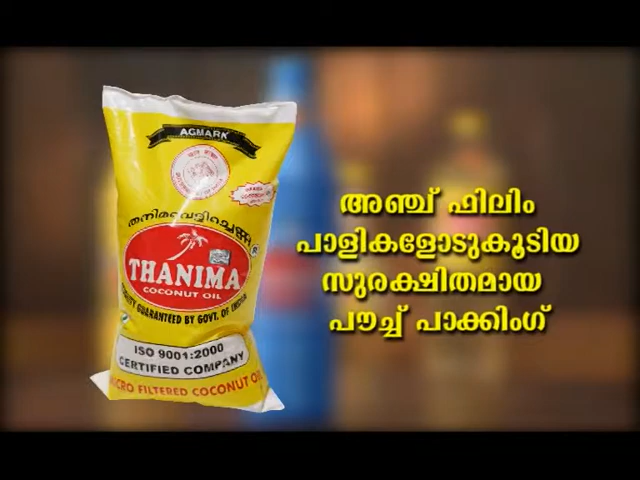 AGMARK
തനിമവെളിച്ചെണ്ണ
THANIMA
®
COCONUT OIL
QUALITY GUARANTEED BY GOVT. OF INDIA
ISO 9001:2000
CERTIFIED COMPANY
MICRO FILTERED COCONUT OIL
അഞ്ച് ഫിലിം
പാളികളോടുകൂടിയ
സുരക്ഷിതമായ
പൗച്ച് പാക്കിംഗ്